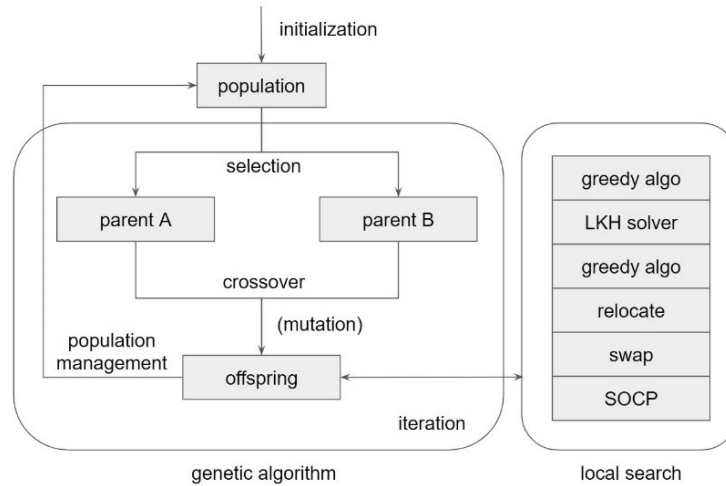 initialization
population
selection
parent A
parent B
crossover
(mutation)
population
management
offspring
iteration
genetic algorithm
greedy algo
LKH solver
greedy algo
relocate
swap
SOCP
local search